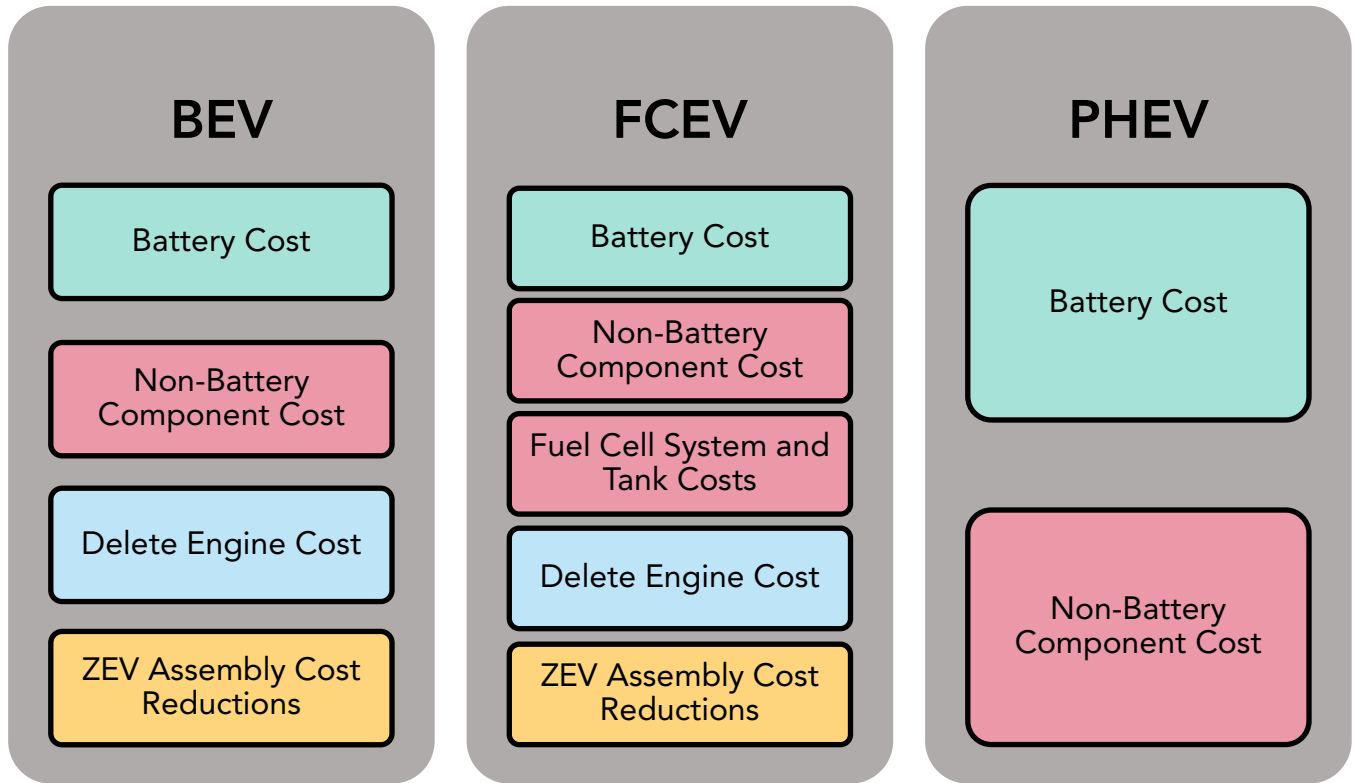 BEV
Battery Cost
Non-Battery
Component Cost
Delete Engine Cost
ZEV Assembly Cost
Reductions
FCEV
Battery Cost
Non-Battery
Component Cost
Fuel Cell System and
Tank Costs
Delete Engine Cost
ZEV Assembly Cost
Reductions
PHEV
Battery Cost
Non-Battery
Component Cost